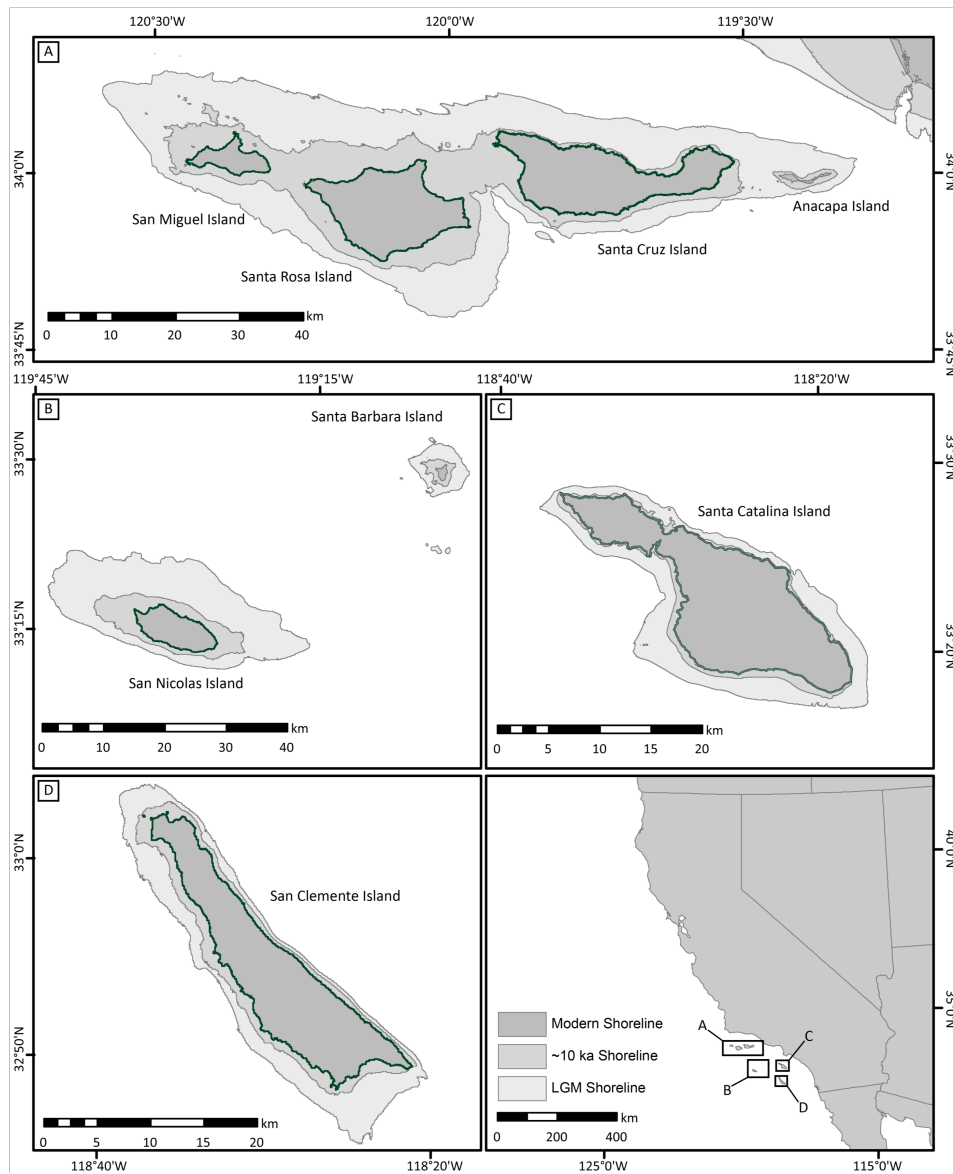 120°30'W
120°0'W
119°30'W
A
34°0'N
34°0'N
San Miguel Island
Santa Rosa Island
Santa Cruz Island
Anacapa Island
km
0 10 20 30 40
33°45'N
33°45'N
119°45'W
119°15'W
118°40'W
118°20'W
B
Santa Barbara Island
33°30'N
33°15'N
San Nicolas Island
km
0 10 20 30 40
C
33°30'N
Santa Catalina Island
33°20'N
km
0 5 10 15 20
D
33°0'N
San Clemente Island
32°50'N
km
0 5 10 15 20
118°40'W
118°20'W
40°0'N
35°0'N
A
C
B
D
Modern Shoreline
~10 ka Shoreline
LGM Shoreline
km
0 200 400
125°0'W
115°0'W